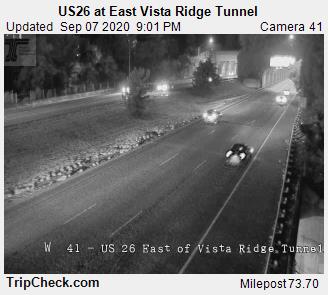 US26 at East Vista Ridge Tunnel
Updated Sep 07 2020 9:01 PM Camera 41
W 41 - US 26 East of Vista Ridge Tunnel
TripCheck.com Milepost 73.70